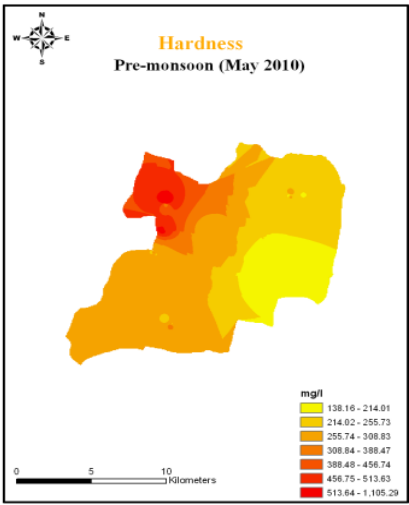 N
W E
S
Hardness
Pre-monsoon (May 2010)
mg/l
138.16 - 214.01
214.02 - 255.73
255.74 - 308.83
308.84 - 388.47
388.48 - 456.74
456.75 - 513.63
513.64 - 1,105.29
0 5 10
Kilometers